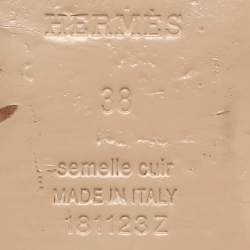 HERMÈS
38
semelle cuir
MADE IN ITALY
181123Z